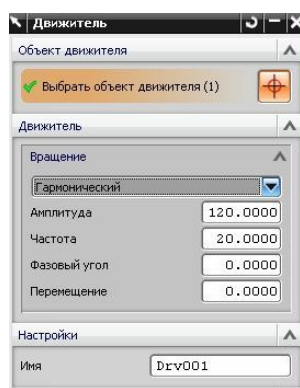 Движитель
Объект движителя
Выбрать объект движителя (1)
Движитель
Вращение
Гармонический
Амплитуда 120.0000
Частота 20.0000
Фазовый угол 0.0000
Перемещение 0.0000
Настройки
Имя Drv001